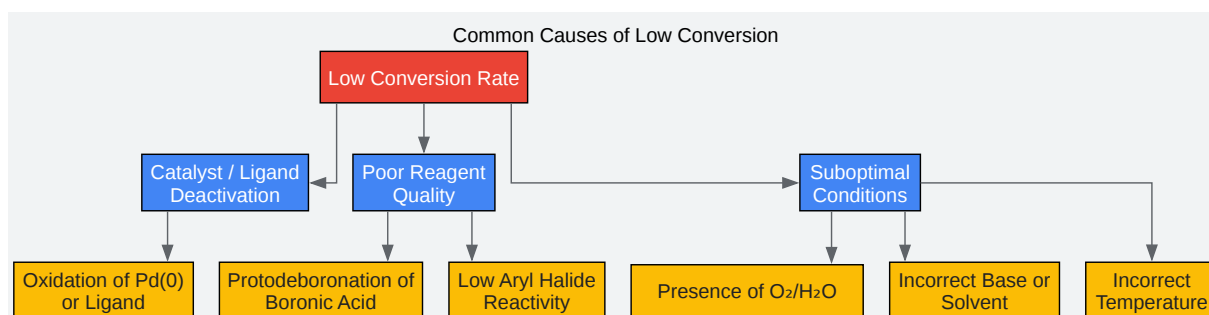 Common Causes of Low Conversion
Low Conversion Rate
Catalyst / Ligand
Deactivation
Poor Reagent
Quality
Suboptimal
Conditions
Oxidation of Pd(0)
or Ligand
Protodeboronation of
Boronic Acid
Low Aryl Halide
Reactivity
Presence of O₂/H₂O
Incorrect Base or
Solvent
Incorrect
Temperature